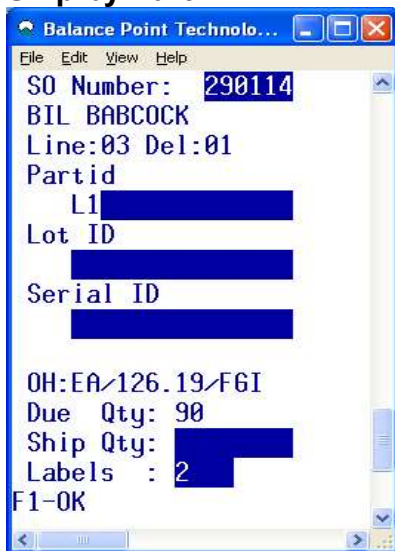 Balance Point Technolo...
File Edit View Help
SO Number: 290114
BIL BABCOCK
Line:03 Del:01
Partid
L1
Lot ID
Serial ID
OH:EA/126.19/FGI
Due Qty: 90
Ship Qty:
Labels : 2
F1-OK